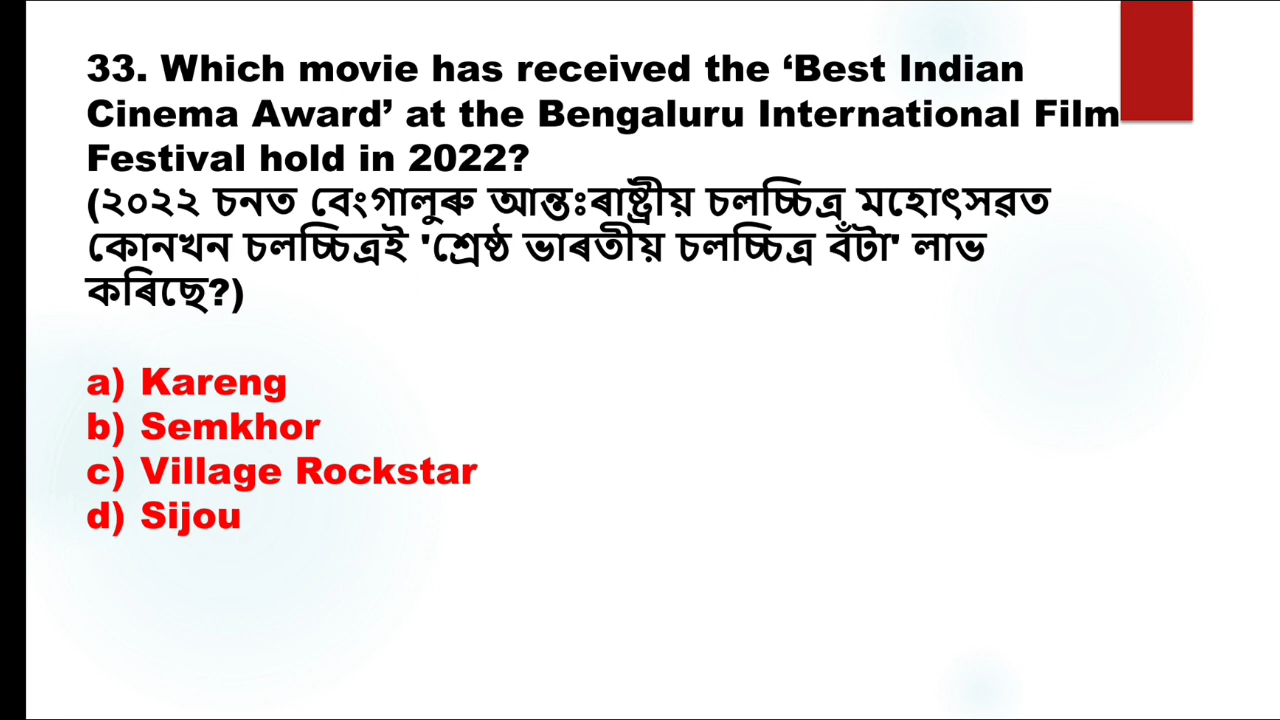 33. Which movie has received the ‘Best Indian
Cinema Award’ at the Bengaluru International Film
Festival hold in 2022?
(২০২২ চনত বেংগালুৰু আন্তঃৰাষ্ট্ৰীয় চলচ্চিত্ৰ মহোৎসৱত
কোনখন চলচ্চিত্ৰই 'শ্ৰেষ্ঠ ভাৰতীয় চলচ্চিত্ৰ বঁটা' লাভ
কৰিছে?)
a) Kareng
b) Semkhor
c) Village Rockstar
d) Sijou